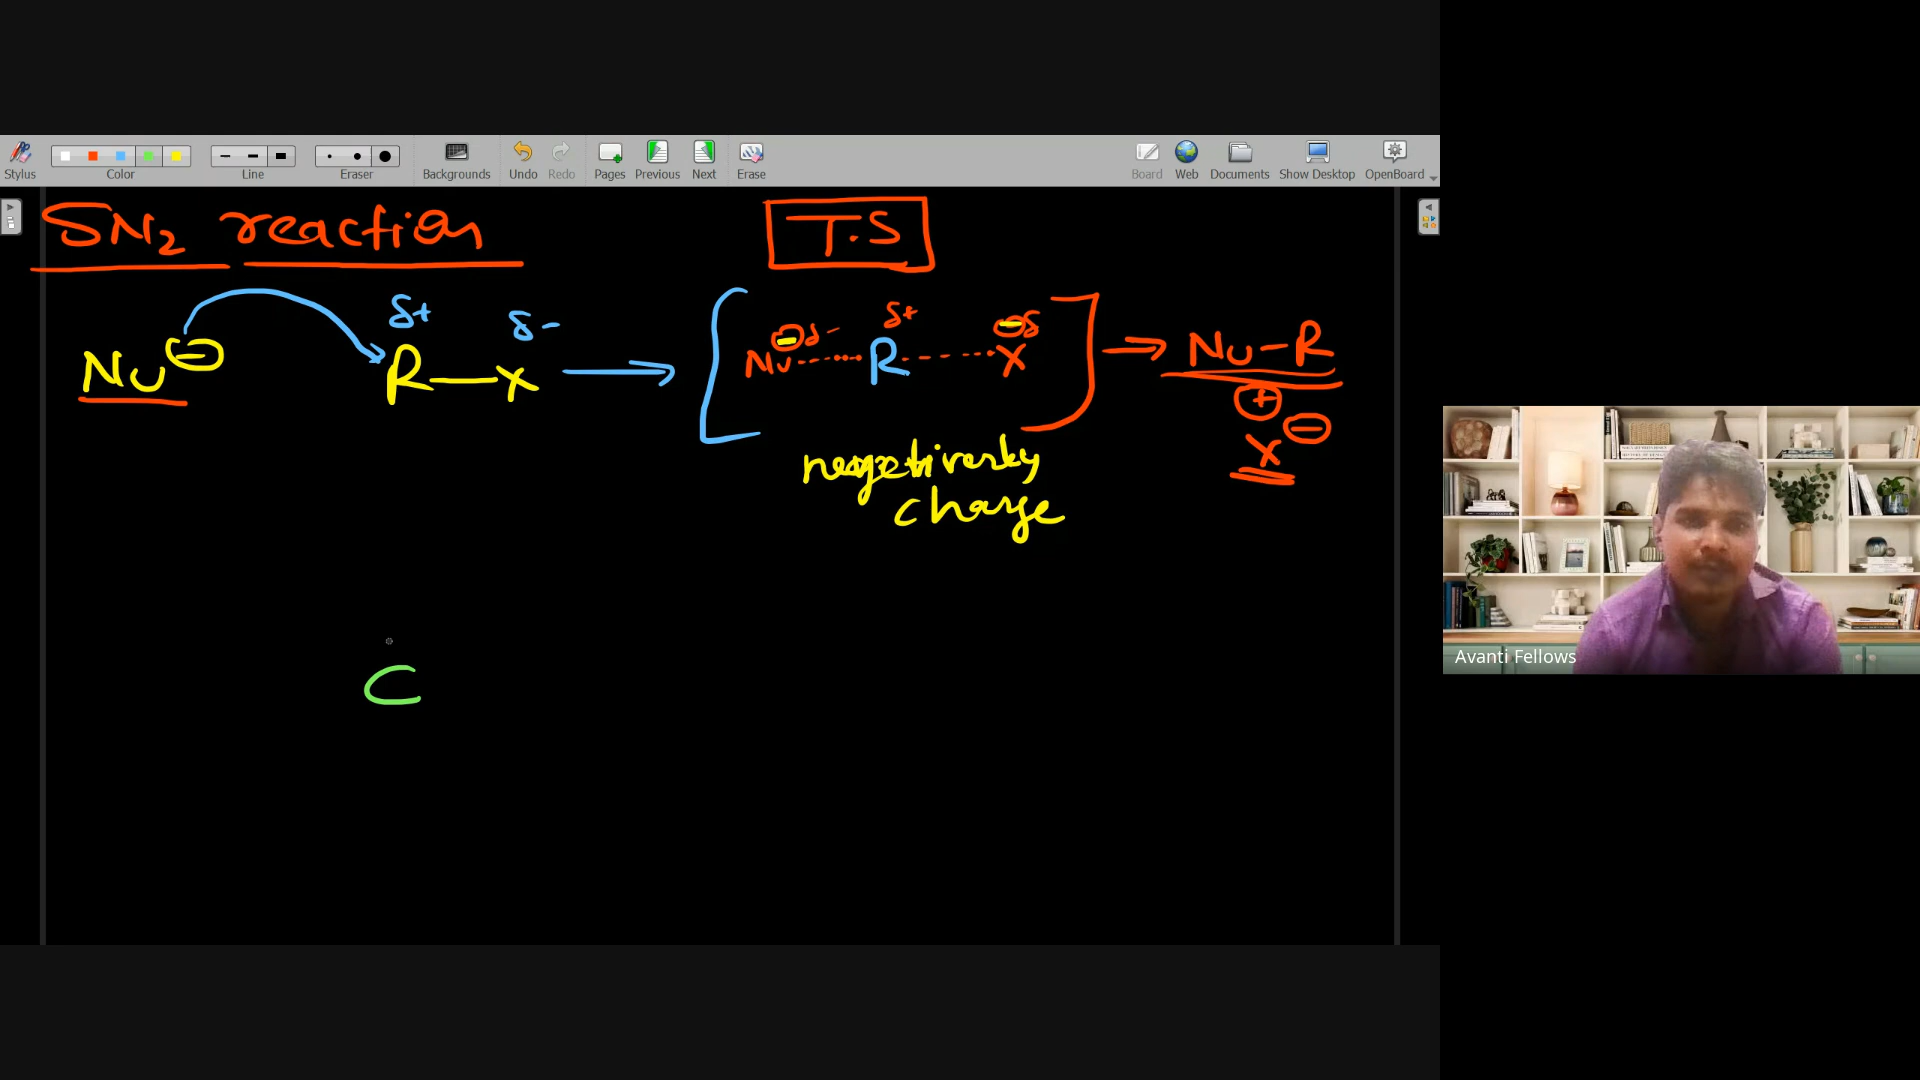 Stylus Color Line Eraser Backgrounds Undo Redo Pages Previous Next Erase Board Web Documents Show Desktop OpenBoard
SN2 reaction
T.S
δ+ δ-
Nu⊖ R—X ⟶ [Nu⊖δ-·····R δ+ -----X⊖δ] → Nu-R
⊕
X⊖
charge
C
Avanti Fellows